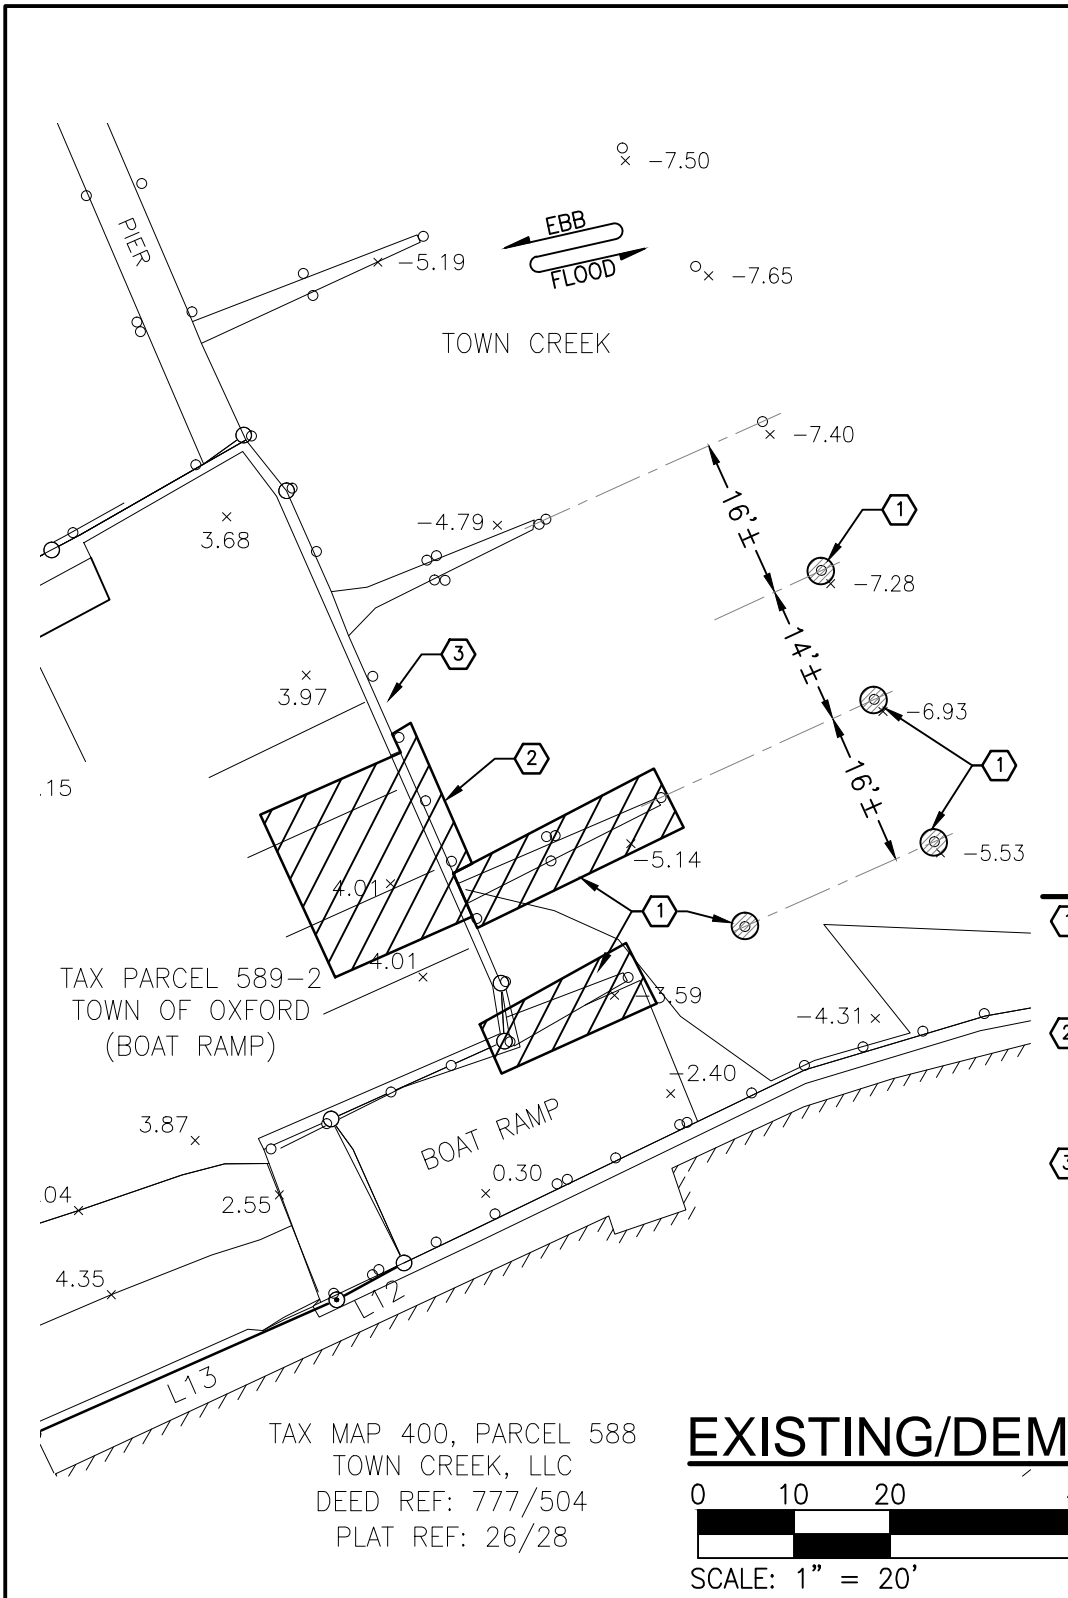 PIER
-7.50
EBB
FLOOD
-5.19
-7.65
TOWN CREEK
-7.40
16'±
1
-4.79
3.68
-7.28
14'±
3
3.97
-6.93
2
1
16'±
.15
-5.14
-5.53
4.01
1
4.01
TAX PARCEL 589-2
TOWN OF OXFORD
(BOAT RAMP)
-3.59
-4.31
2
-2.40
3.87
BOAT RAMP
0.30
.04
2.55
4.35
L12
L13
TAX MAP 400, PARCEL 588
TOWN CREEK, LLC
DEED REF: 777/504
PLAT REF: 26/28
EXISTING/DEM
0 10 20
SCALE: 1" = 20'